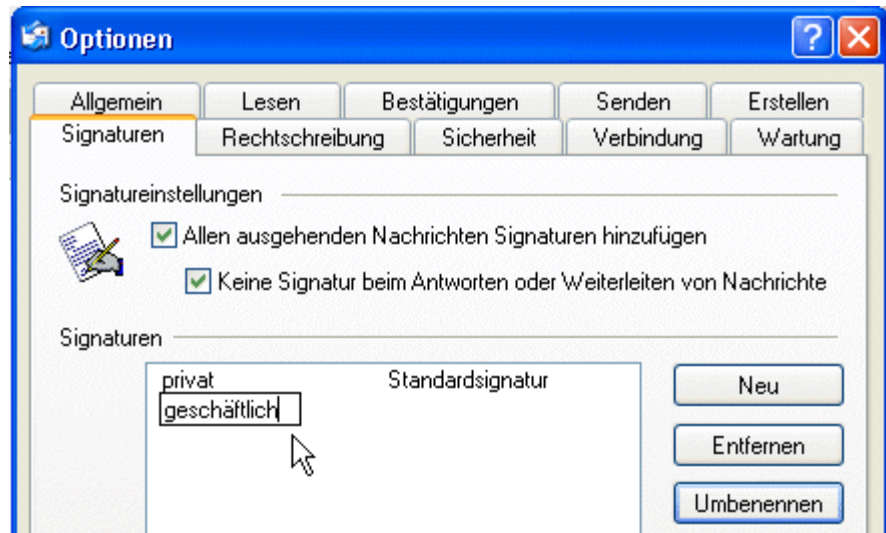 Optionen
Allgemein Lesen Bestätigungen Senden Erstellen
Signaturen Rechtschreibung Sicherheit Verbindung Wartung
Signatureinstellungen
Allen ausgehenden Nachrichten Signaturen hinzufügen
Keine Signatur beim Antworten oder Weiterleiten von Nachrichte
Signaturen
privat Standardsignatur
geschäftlich
Neu
Entfernen
Umbenennen